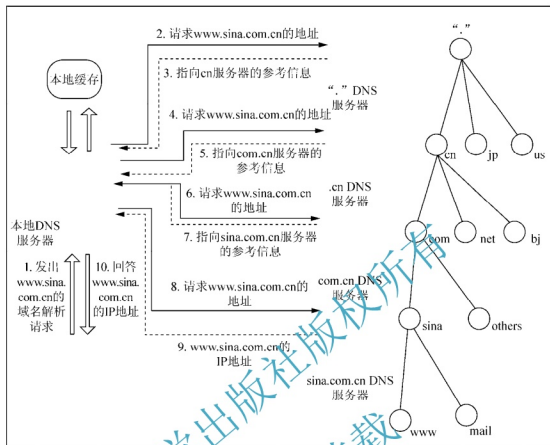 2. 请求www.sina.com.cn的地址
3. 指向cn服务器的参考信息
本地缓存
4. 请求www.sina.com.cn的地址
5. 指向com.cn服务器的
参考信息
6. 请求www.sina.com.cn
的地址
7. 指向sina.com.cn服务器
的参考信息
本地DNS
服务器
1. 发出
www.sina.
com.cn的
域名解析
请求
10. 回答
www.sina.
com.cn
的IP地址
8. 请求www.sina.com.cn的
地址
9. www.sina.com.cn的
IP地址
“.” DNS
服务器
.cn DNS
服务器
com.cn DNS
服务器
sina.com.cn DNS
服务器
“.”
cn
jp
us
com
net
bj
sina
others
www
mail
出版社版权所有